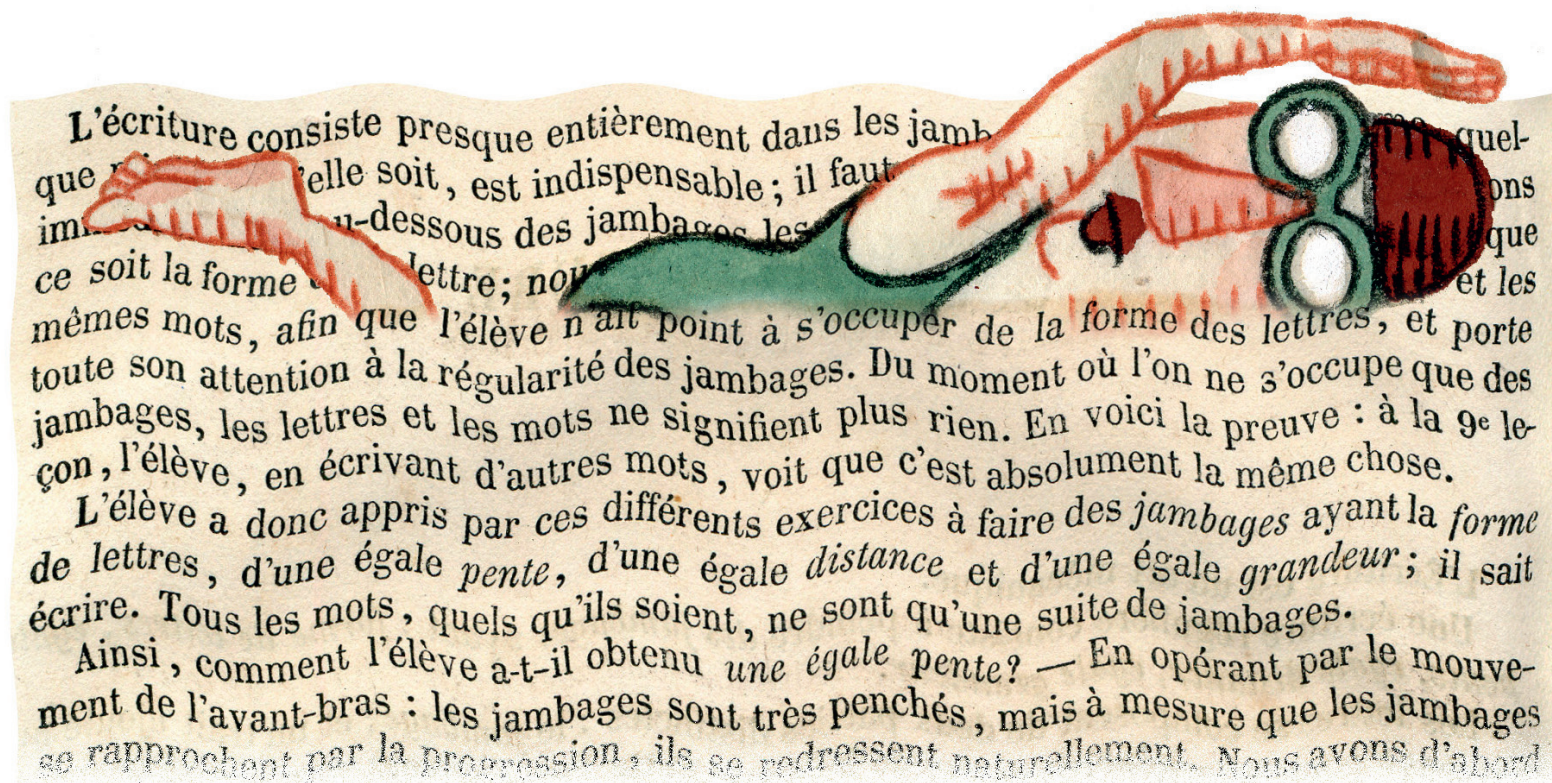 L'écriture consiste presque entièrement dans les quel-
que elle soit, est indispensable; il faut ons
au-dessous des jambages les que
ce soit la forme lettre; et les
mêmes mots, afin que l'élève n'ait point à s'occuper de la forme des lettres, et porte
toute son attention à la régularité des jambages. Du moment où l'on ne s'occupe que des
jambages, les lettres et les mots ne signifient plus rien. En voici la preuve : à la 9e le-
çon, l'élève, en écrivant d'autres mots, voit que c'est absolument la même chose.
L'élève a donc appris par ces différents exercices à faire des jambages ayant la forme
de lettres, d'une égale pente, d'une égale distance et d'une égale grandeur; il sait
écrire. Tous les mots, quels qu'ils soient, ne sont qu'une suite de jambages.
Ainsi, comment l'élève a-t-il obtenu une égale pente? — En opérant par le mouve-
ment de l'avant-bras : les jambages sont très penchés, mais à mesure que les jambages
se rapprochent par la progression, ils se redressent naturellement. Nous avons d'abord